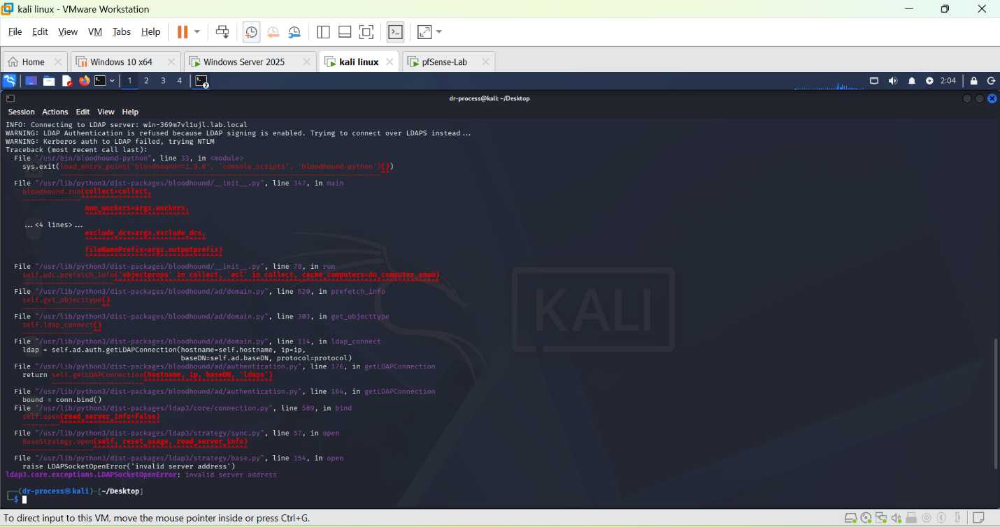 kali linux - VMware Workstation
File Edit View VM Tabs Help
Home Windows 10 x64 Windows Server 2025 kali linux pfSense-Lab
1 2 3 4 2 2:04
dr-process@kali: ~/Desktop
Session Actions Edit View Help
INFO: Connecting to LDAP server: win-369m7vl1ujl.lab.local
WARNING: LDAP Authentication is refused because LDAP signing is enabled. Trying to connect over LDAPS instead...
WARNING: Kerberos auth to LDAP failed, trying NTLM
Traceback (most recent call last):
File "/usr/bin/bloodhound-python", line 33, in <module>
sys.exit(load_entry_point('bloodhound==1.9.0', 'console_scripts', 'bloodhound-python')())
File "/usr/lib/python3/dist-packages/bloodhound/__init__.py", line 347, in main
bloodhound.run(collect=collect,
num_workers=args.workers,
...<4 lines>...
exclude_dcs=args.exclude_dcs,
fileNamePrefix=args.outputprefix)
File "/usr/lib/python3/dist-packages/bloodhound/__init__.py", line 78, in run
self.pdc.prefetch_info('objectprops' in collect, 'acl' in collect, cache_computers=do_computer_enum)
File "/usr/lib/python3/dist-packages/bloodhound/ad/domain.py", line 620, in prefetch_info
self.get_objecttype()
File "/usr/lib/python3/dist-packages/bloodhound/ad/domain.py", line 303, in get_objecttype
self.ldap_connect()
File "/usr/lib/python3/dist-packages/bloodhound/ad/domain.py", line 114, in ldap_connect
ldap = self.ad.auth.getLDAPConnection(hostname=self.hostname, ip=ip,
baseDN=self.ad.baseDN, protocol=protocol)
File "/usr/lib/python3/dist-packages/bloodhound/ad/authentication.py", line 176, in getLDAPConnection
return self.getLDAPConnection(hostname, ip, baseDN, 'ldaps')
File "/usr/lib/python3/dist-packages/bloodhound/ad/authentication.py", line 164, in getLDAPConnection
bound = conn.bind()
File "/usr/lib/python3/dist-packages/ldap3/core/connection.py", line 589, in bind
self.open(read_server_info=False)
File "/usr/lib/python3/dist-packages/ldap3/strategy/sync.py", line 57, in open
BaseStrategy.open(self, reset_usage, read_server_info)
File "/usr/lib/python3/dist-packages/ldap3/strategy/base.py", line 154, in open
raise LDAPSocketOpenError('invalid server address')
ldap3.core.exceptions.LDAPSocketOpenError: invalid server address
KALI
(dr-process㉿kali)-[~/Desktop]
$
To direct input to this VM, move the mouse pointer inside or press Ctrl+G.